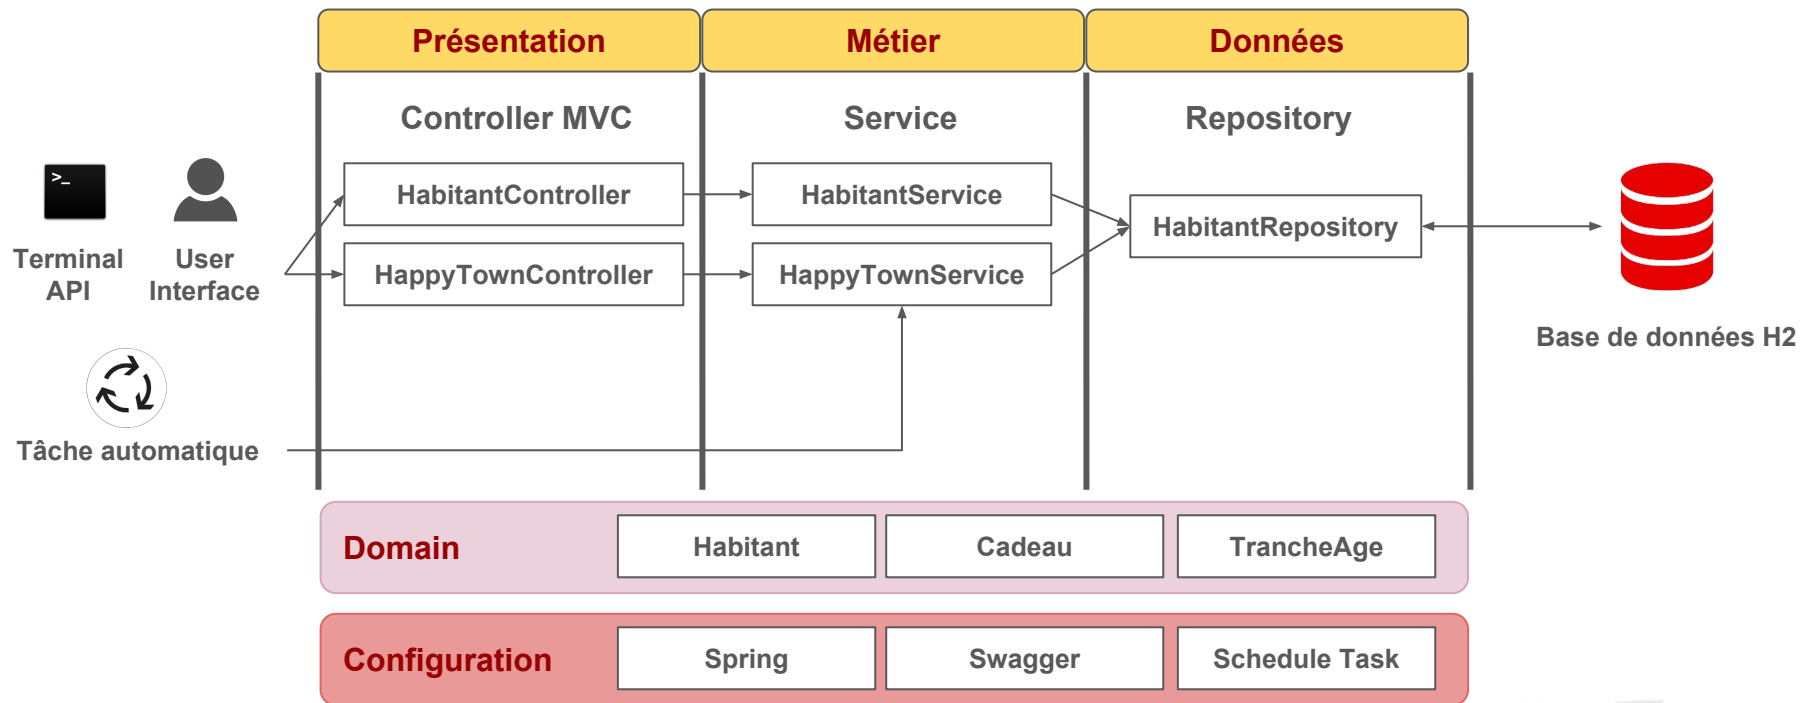 Présentation
Métier
Données
Controller MVC
Service
Repository
>_
Terminal
API
User
Interface
HabitantController
HappyTownController
HabitantService
HappyTownService
HabitantRepository
Base de données H2
Tâche automatique
Domain
Habitant
Cadeau
TrancheAge
Configuration
Spring
Swagger
Schedule Task